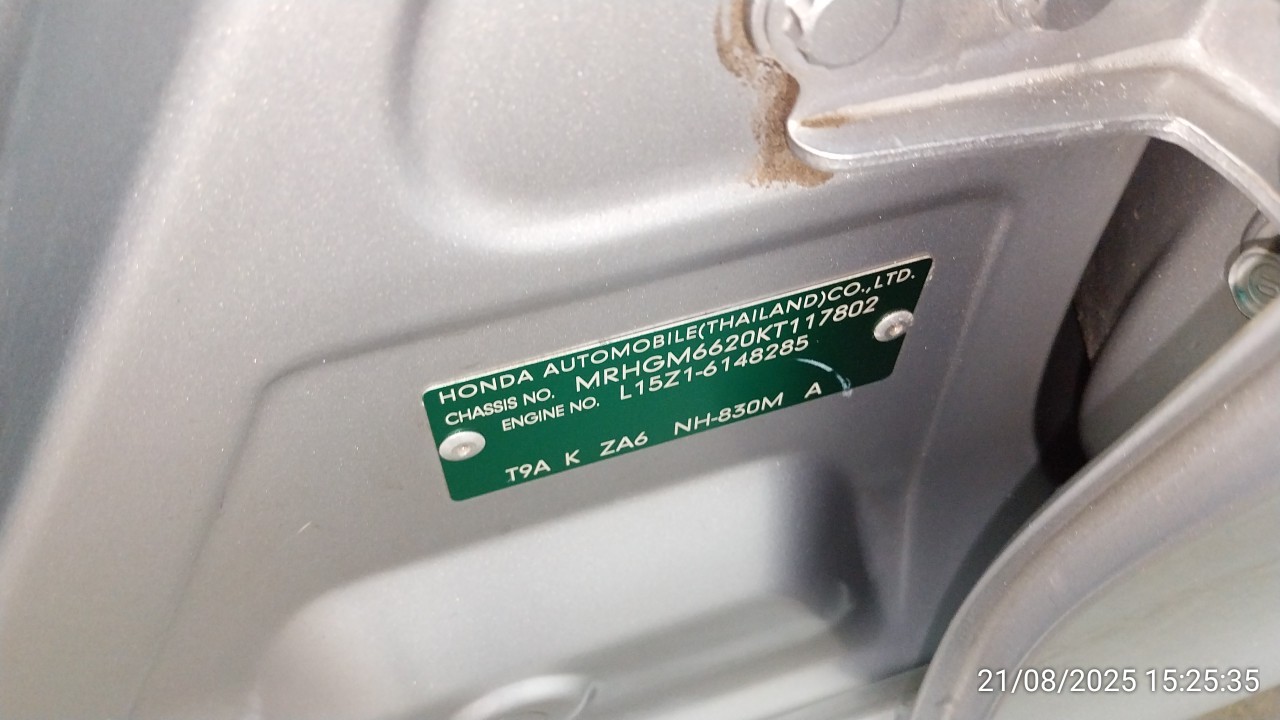 HONDA AUTOMOBILE(THAILAND)CO.,LTD.
CHASSIS NO. MRHGM6620KT117802
ENGINE NO. L15Z1-6148285
T9A K ZA6 NH-830M A
21/08/2025 15:25:35